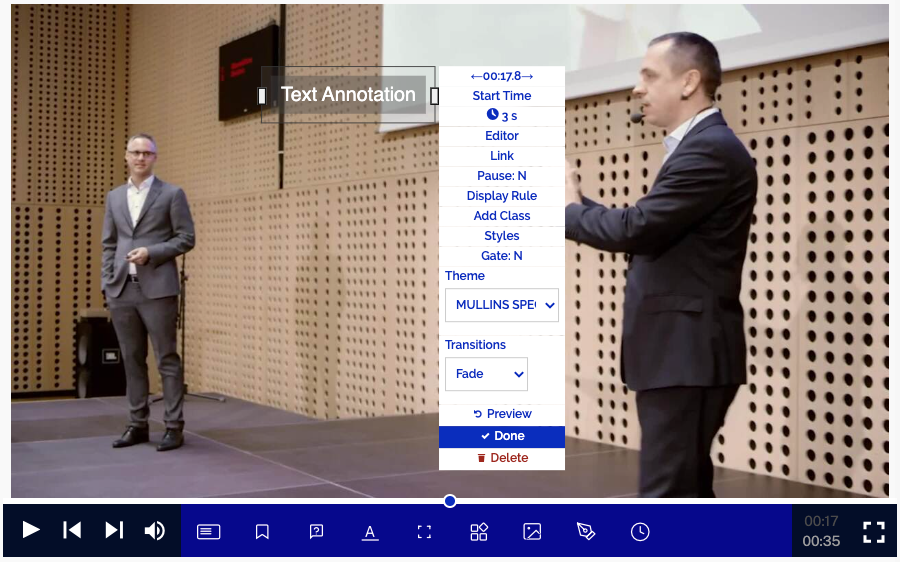 Text Annotation
←00:17.8→
Start Time
3 s
Editor
Link
Pause: N
Display Rule
Add Class
Styles
Gate: N
Theme
MULLINS SPE
Transitions
Fade
Preview
Done
Delete
JBL
A
00:17
00:35